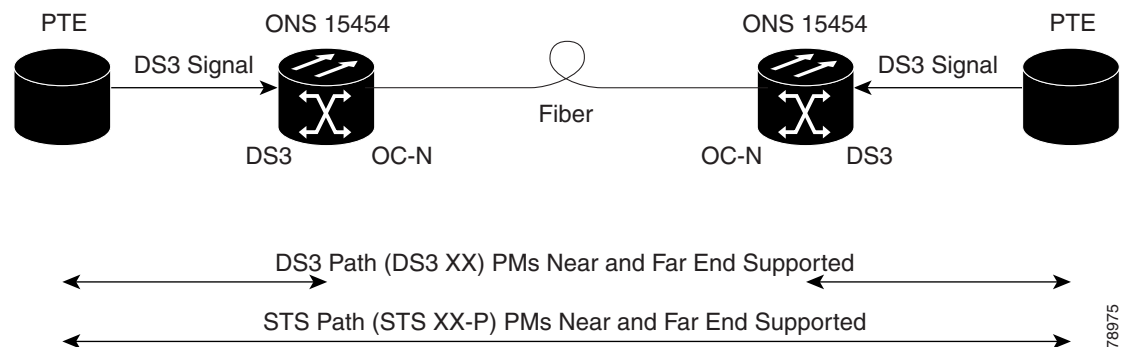 PTE
ONS 15454
ONS 15454
PTE
DS3 Signal
DS3 Signal
Fiber
DS3
OC-N
OC-N
DS3
DS3 Path (DS3 XX) PMs Near and Far End Supported
STS Path (STS XX-P) PMs Near and Far End Supported
78975